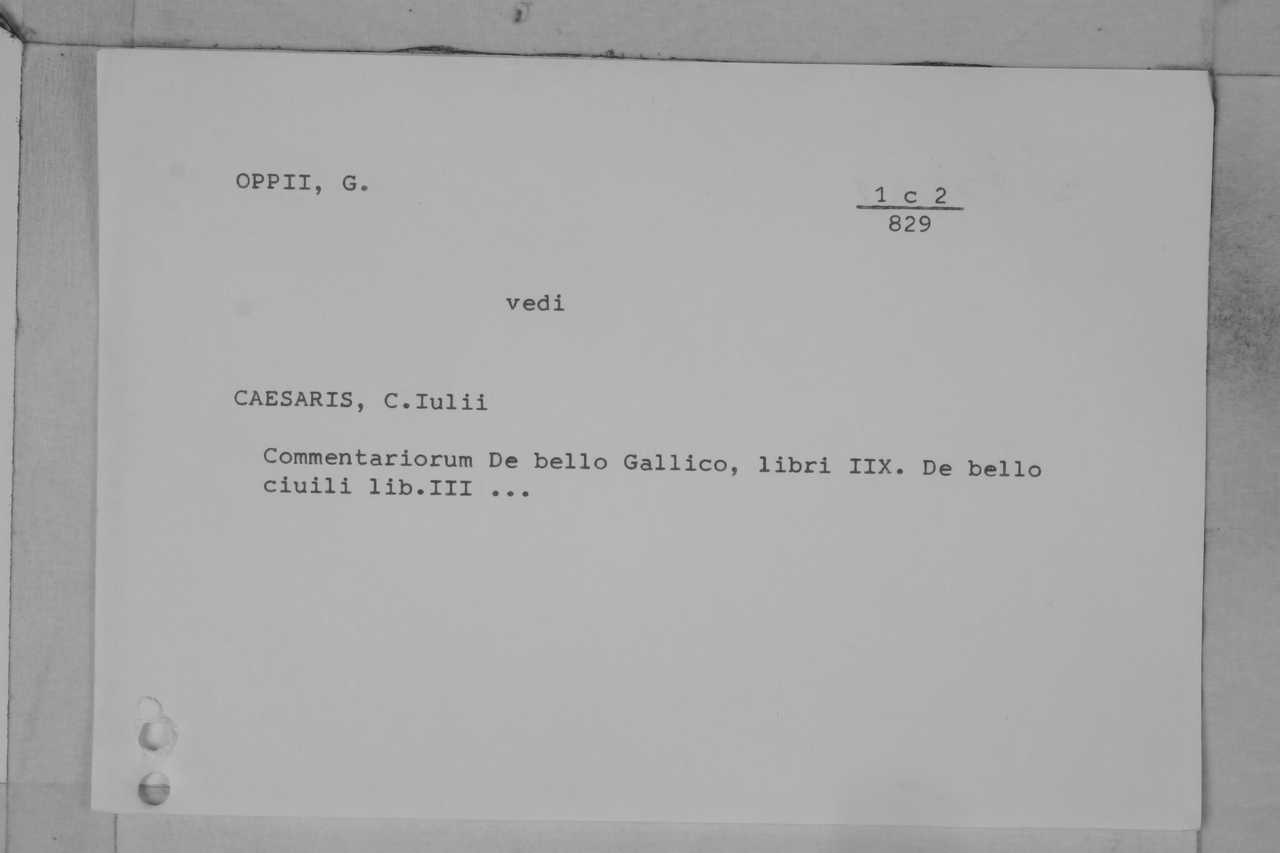 OPPII, G.
1 c 2
829
vedi
CAESARIS, C.Iulii
Commentariorum De bello Gallico, libri IIX. De bello
ciuili lib.III ...